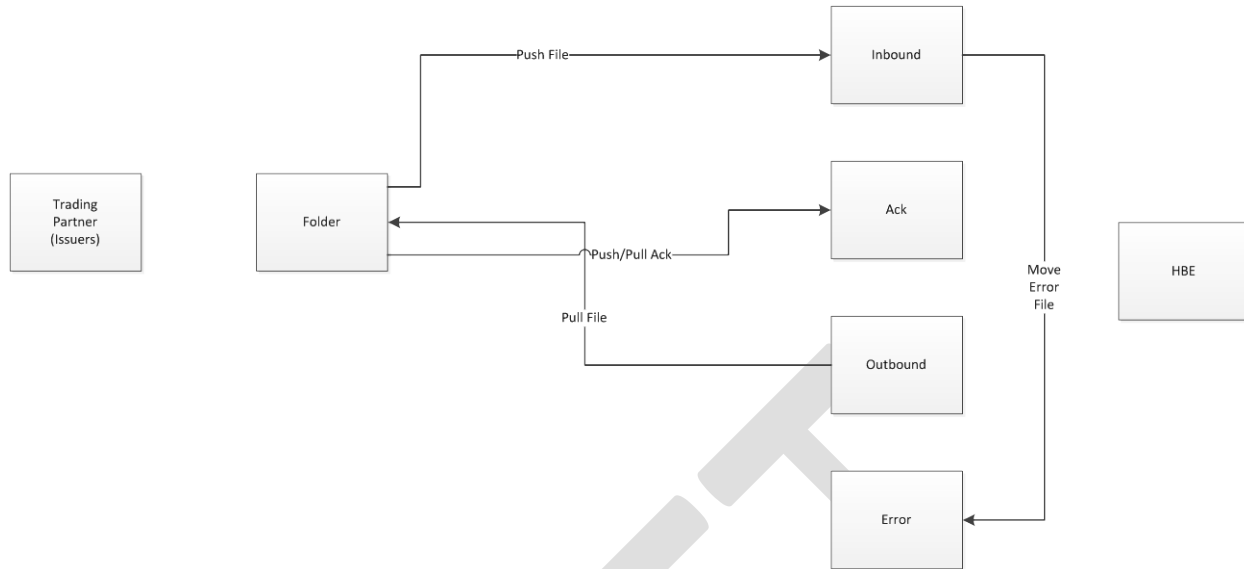 Inbound
Push File
Trading
Partner
(Issuers)
Folder
Ack
Push/Pull Ack
Move
Error
File
HBE
Pull File
Outbound
Error